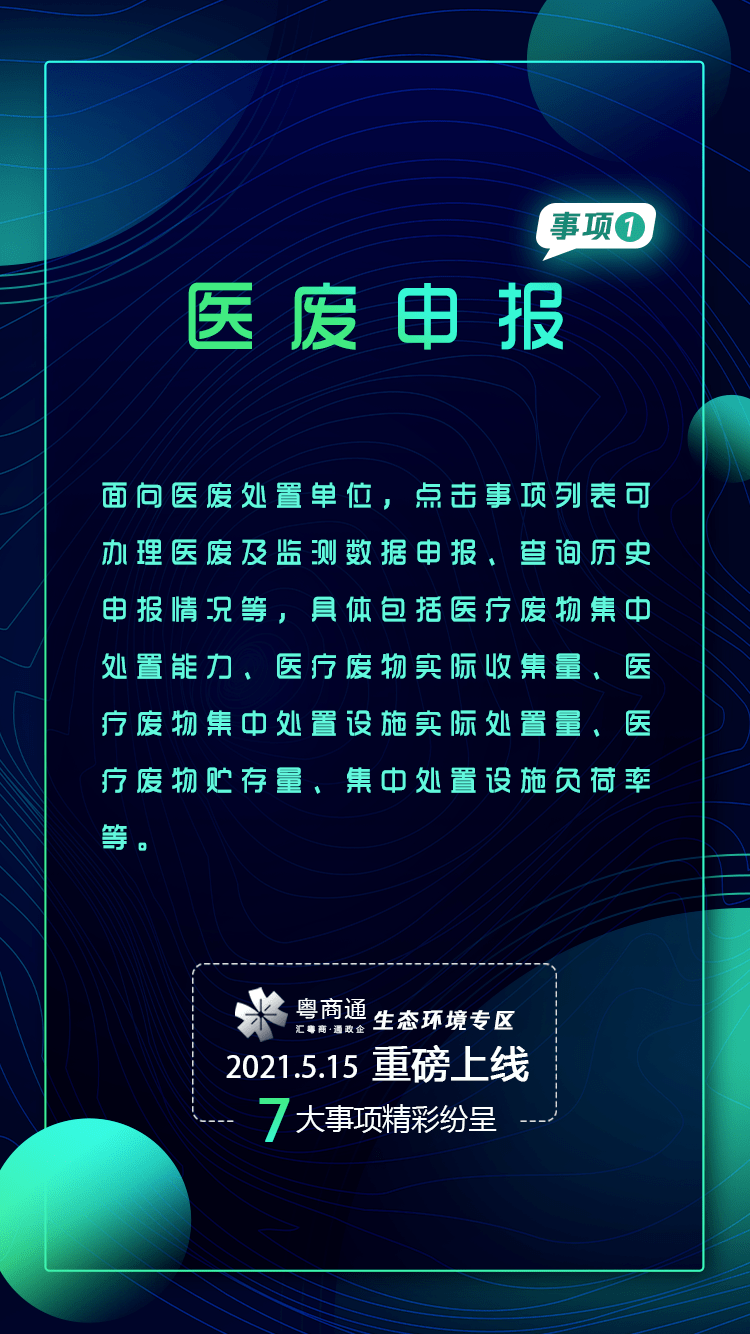 事项1
医废申报
面向医废处置单位，点击事项列表可
办理医废及监测数据申报、查询历史
申报情况等，具体包括医疗废物集中
处置能力、医疗废物实际收集量、医
疗废物集中处置设施实际处置量、医
疗废物贮存量、集中处置设施负荷率
等。
粤商通 生态环境专区
汇粤商·通政企
2021.5.15 重磅上线
7大事项精彩纷呈